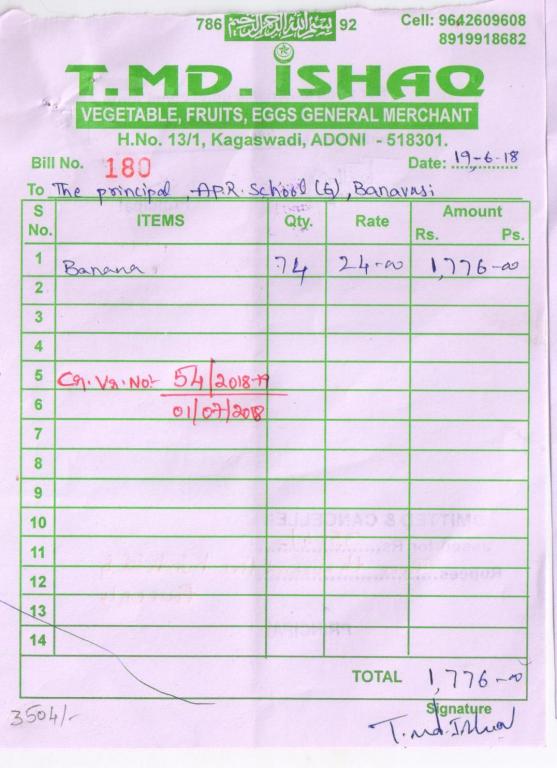 786 بسم الله الرحمن الرحيم 92
Cell: 9642609608
8919918682
T.MD. ISHAQ
VEGETABLE, FRUITS, EGGS GENERAL MERCHANT
H.No. 13/1, Kagaswadi, ADONI - 518301.
Bill No. 180 Date: 19-6-18
To The principal, A.P.R. School (G), Banavasi
S No. ITEMS Qty. Rate Amount
Rs. Ps.
1 Banana 74 24-00 1,776-00
2
3
4
5 Cq. Vr. No: 54/2018-19
6 01/07/2018
7
8
9
10
11
12
13
14
TOTAL 1,776-00
3504/- Signature
T.Md.Ishaq